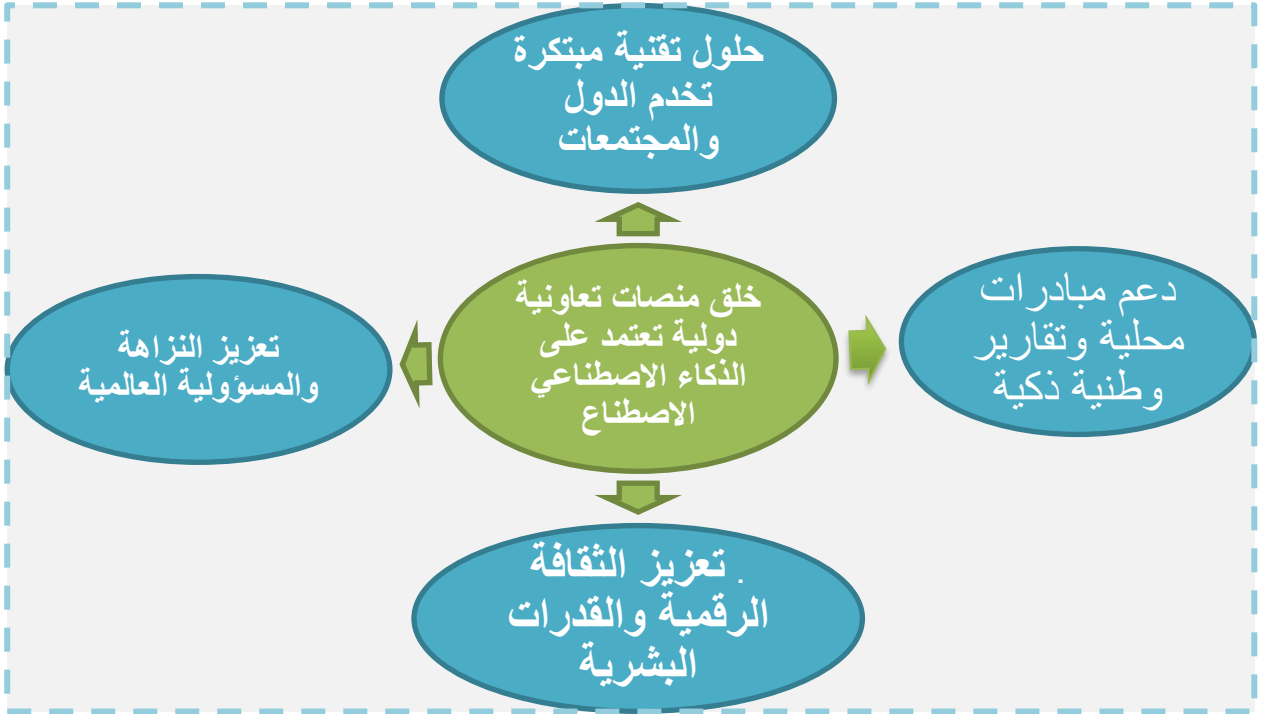 حلول تقنية مبتكرة
تخدم الدول
والمجتمعات
خلق منصات تعاونية
دولية تعتمد على
الذكاء الاصطناعي
الاصطناع
دعم مبادرات
محلية وتقارير
وطنية ذكية
تعزيز النزاهة
والمسؤولية العالمية
. تعزيز الثقافة
الرقمية والقدرات
البشرية